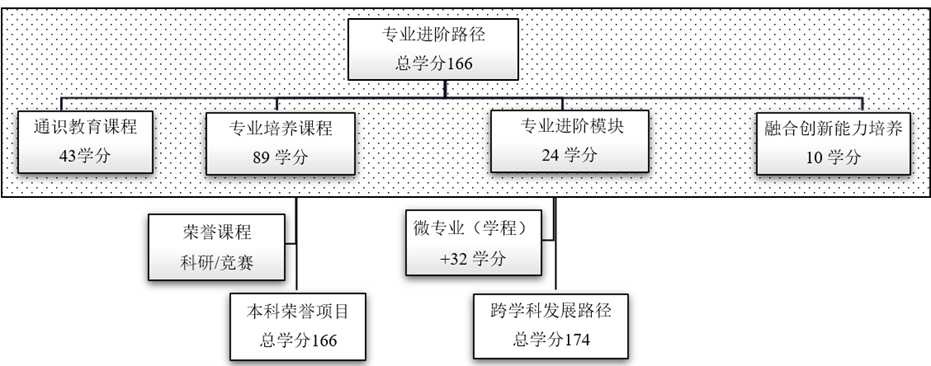 专业进阶路径
总学分166
通识教育课程
43学分
专业培养课程
89 学分
专业进阶模块
24 学分
融合创新能力培养
10 学分
荣誉课程
科研/竞赛
微专业（学程）
+32 学分
本科荣誉项目
总学分166
跨学科发展路径
总学分174